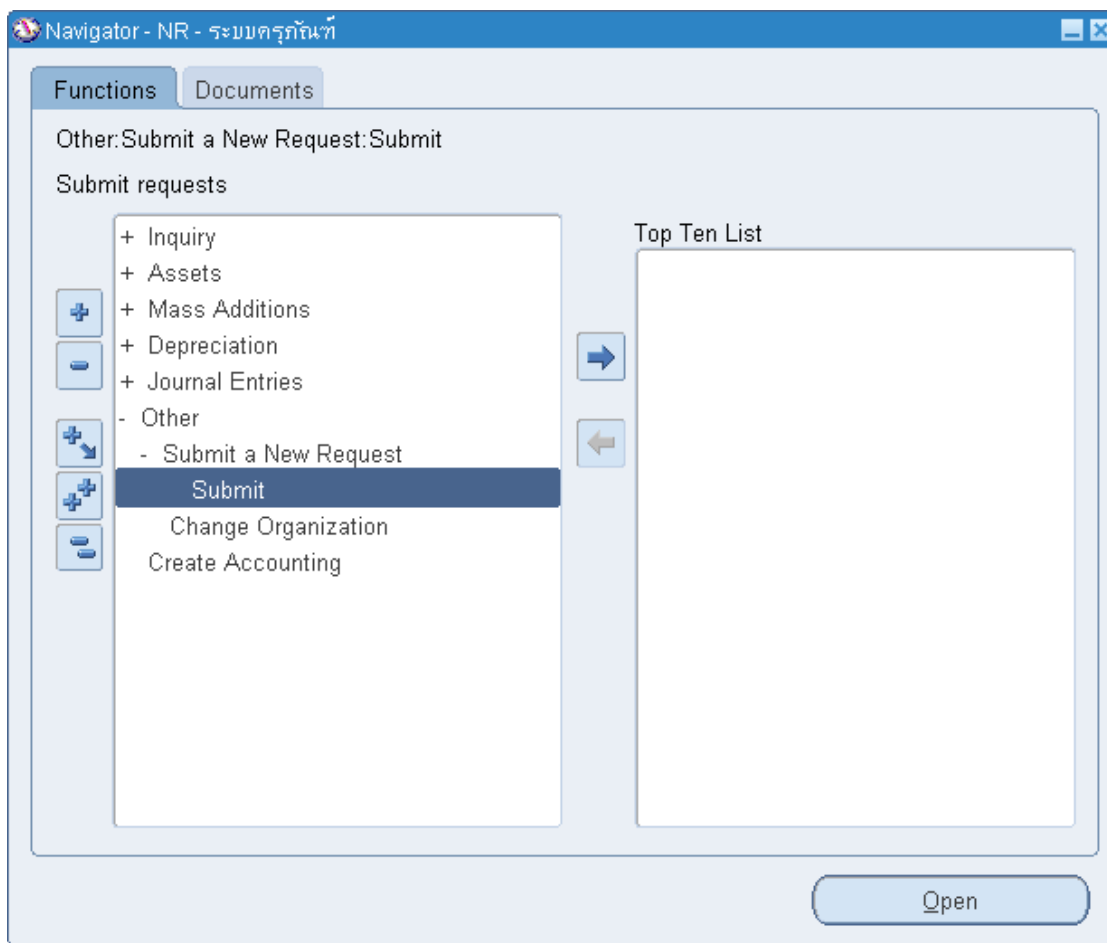 Navigator - NR - ระบบครุภัณฑ์
Functions
Documents
Other:Submit a New Request:Submit
Submit requests
+ Inquiry
+ Assets
+ Mass Additions
+ Depreciation
+ Journal Entries
- Other
- Submit a New Request
Submit
Change Organization
Create Accounting
Top Ten List
Open